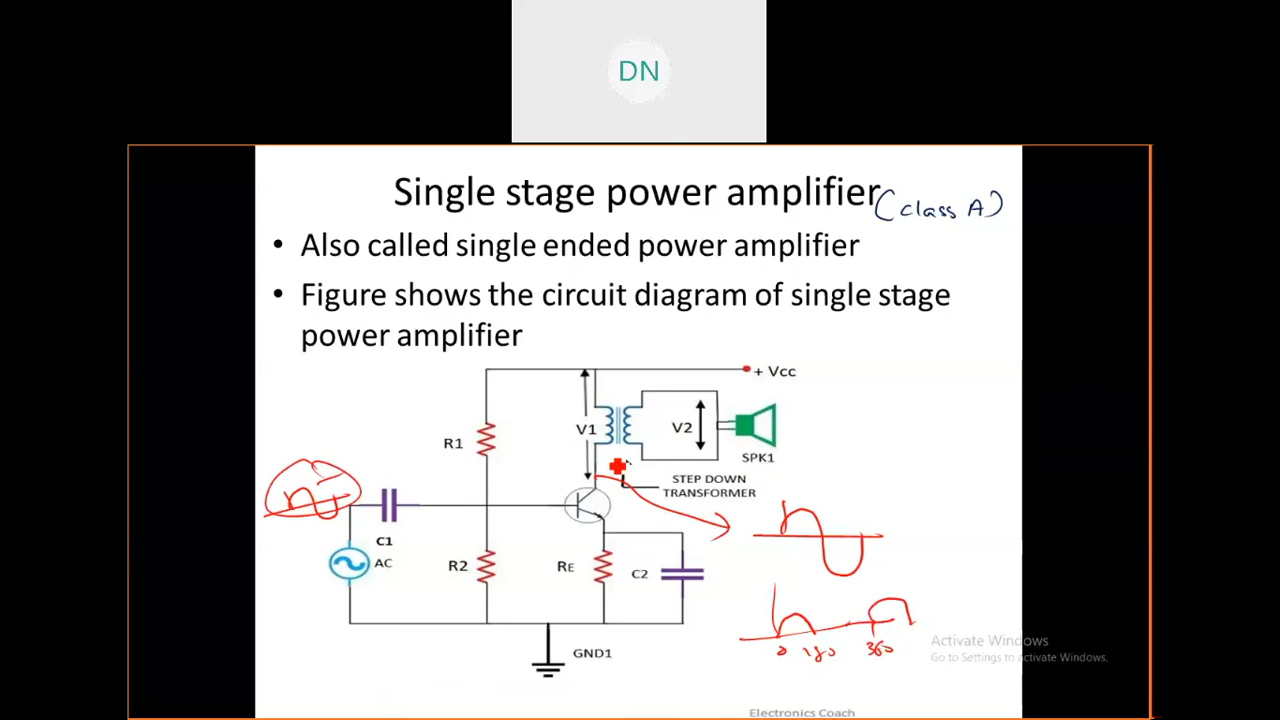 DN
Single stage power amplifier (class A)
• Also called single ended power amplifier
• Figure shows the circuit diagram of single stage
power amplifier
+ Vcc
V1
V2
R1
SPK1
STEP DOWN
TRANSFORMER
C1
AC
R2
RE
C2
GND1
0 180 360
Activate Windows
Go to Settings to activate Windows.
Electronics Coach